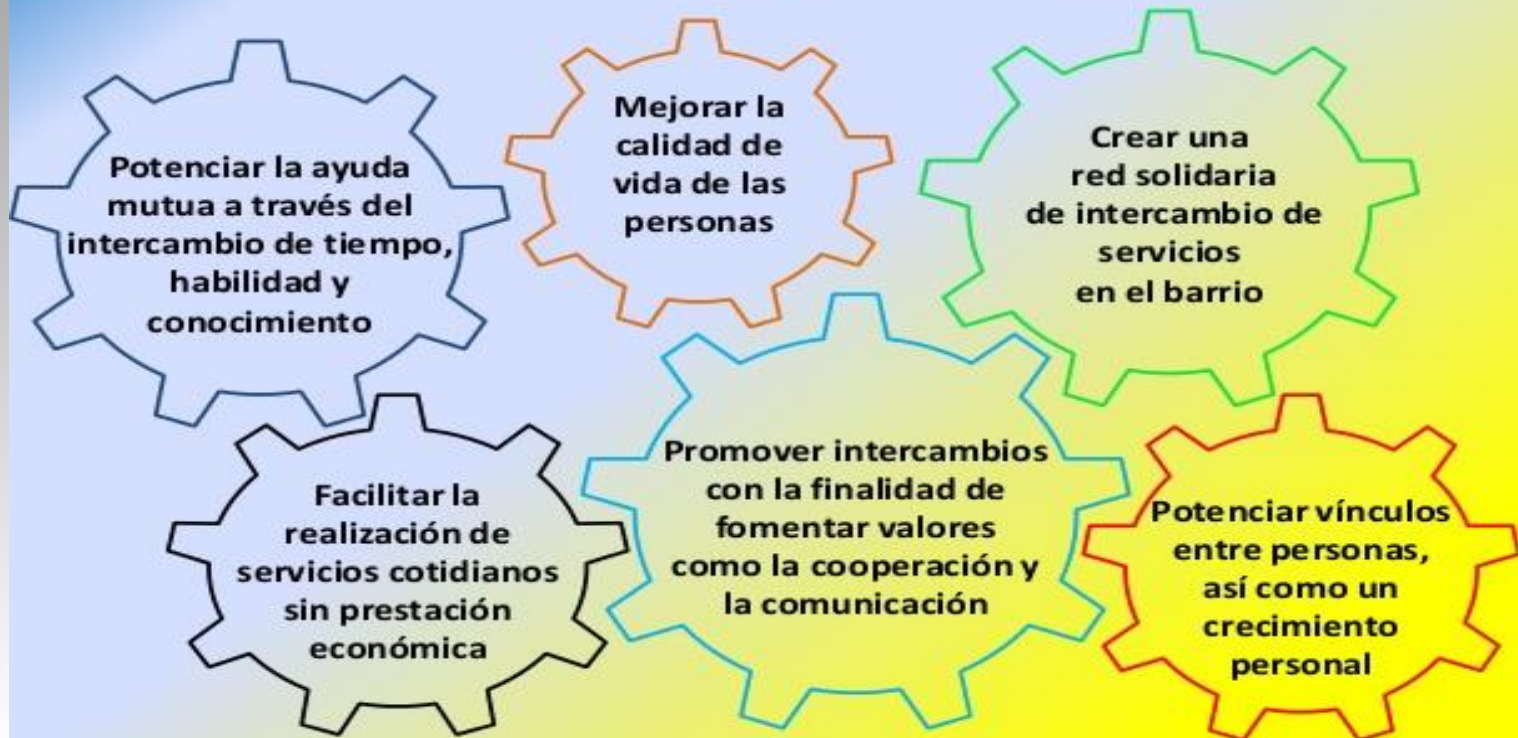 Potenciar la ayuda
mutua a través del
intercambio de tiempo,
habilidad y
conocimiento
Mejorar la
calidad de
vida de las
personas
Crear una
red solidaria
de intercambio de
servicios
en el barrio
Facilitar la
realización de
servicios cotidianos
sin prestación
económica
Promover intercambios
con la finalidad de
fomentar valores
como la cooperación y
la comunicación
Potenciar vínculos
entre personas,
así como un
crecimiento
personal